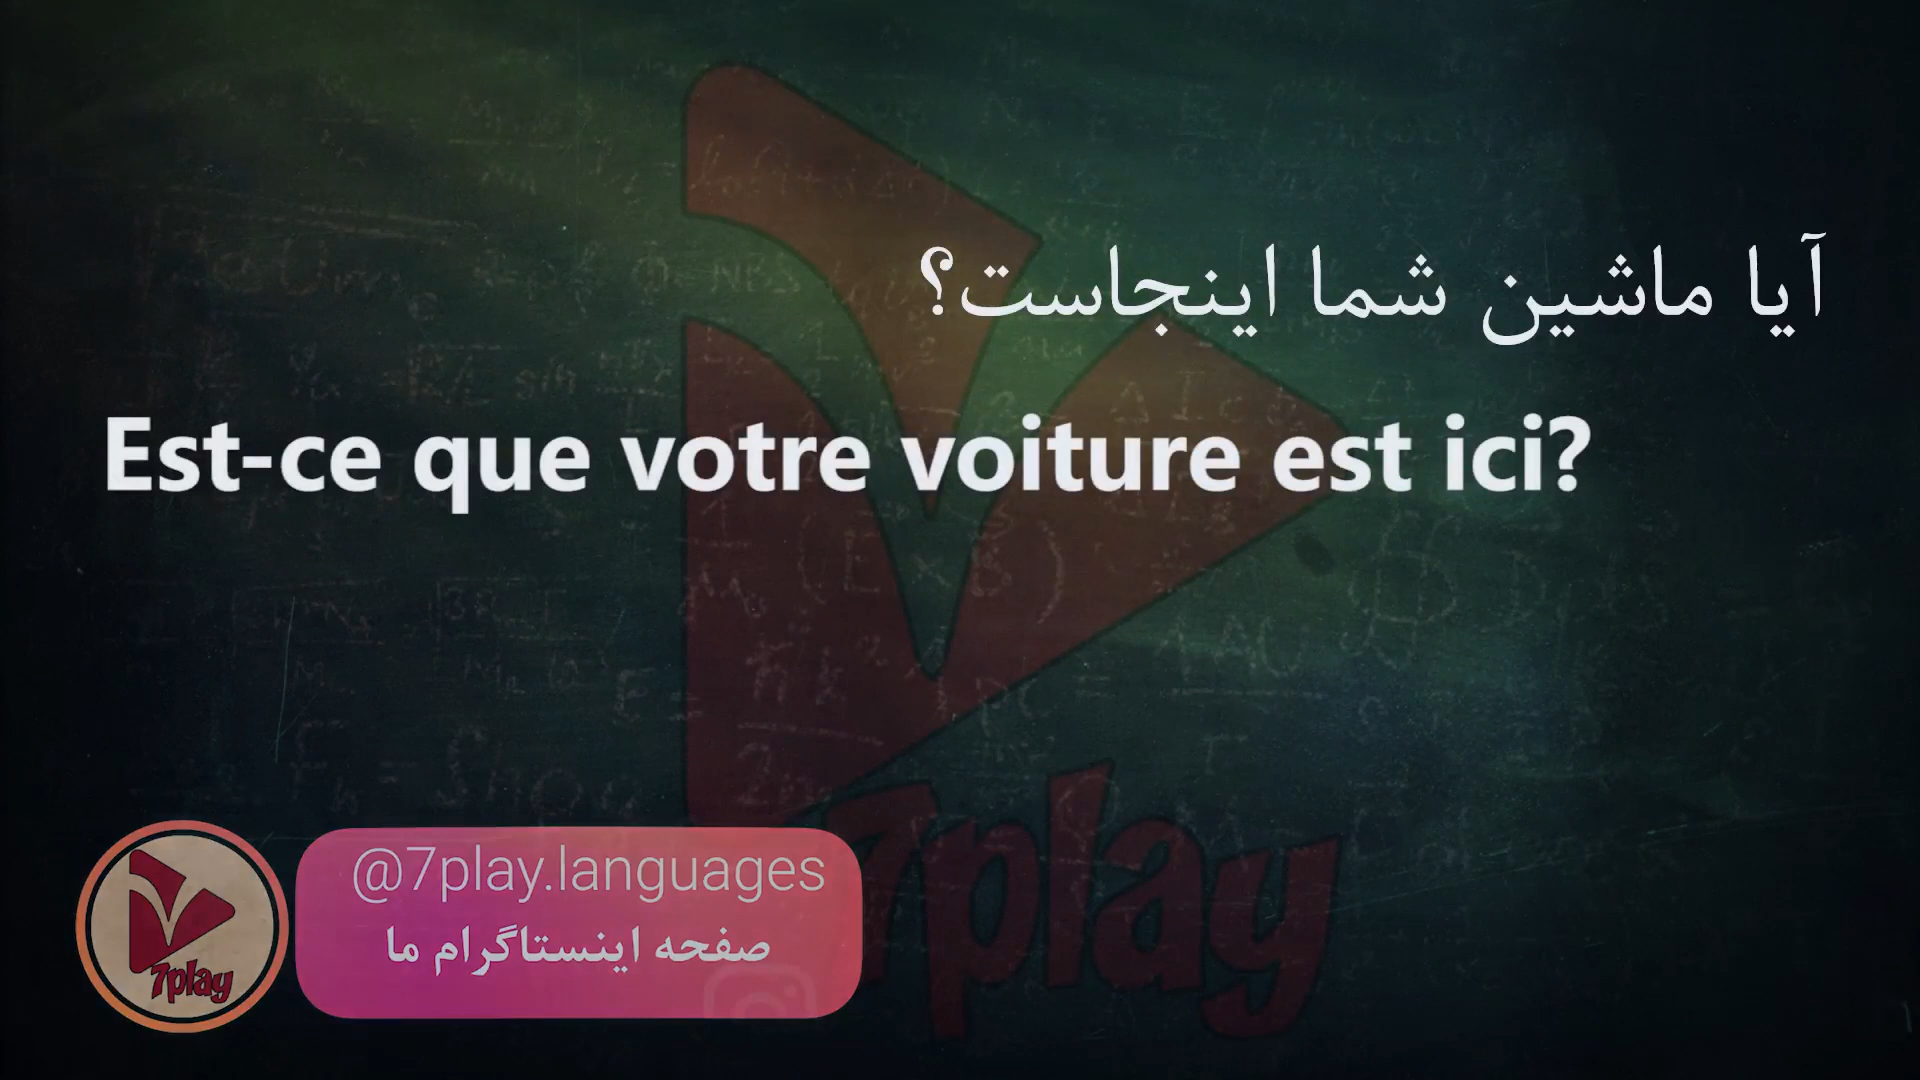 آیا ماشین شما اینجاست؟
Est-ce que votre voiture est ici?
@7play.languages
صفحه اینستاگرام ما
7play
7play